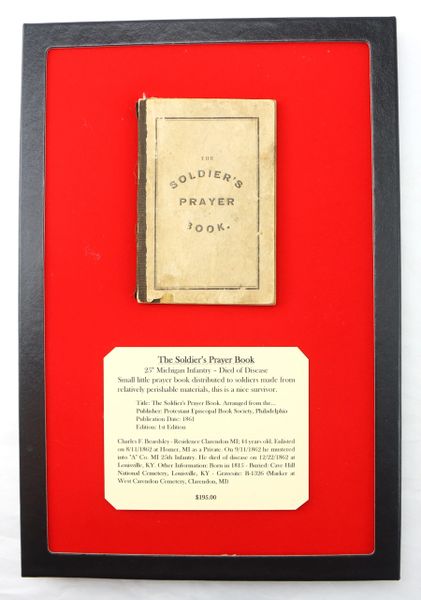 THE
SOLDIER'S
PRAYER
BOOK.
The Soldier's Prayer Book
25" Michigan Infantry - Died of Disease
Small little prayer book distributed to soldiers made from
relatively perishable materials, this is a nice survivor.
Title: The Soldier's Prayer Book. Arranged from the...
Publisher: Protestant Episcopal Book Society, Philadelphia
Publication Date: 1861
Edition: 1st Edition
Charles F. Beardsley - Residence Clarendon MI; 44 years old. Enlisted
on 8/11/1862 at Homer, MI as a Private. On 9/11/1862 he mustered
into "A" Co. MI 25th Infantry. He died of disease on 12/22/1862 at
Louisville, KY. Other Information: Born in 1815 - Buried: Cave Hill
National Cemetery, Louisville, KY - Gravesite: B-1326 (Marker at
West Carendon Cemetery, Clarendon, MI)
$195.00